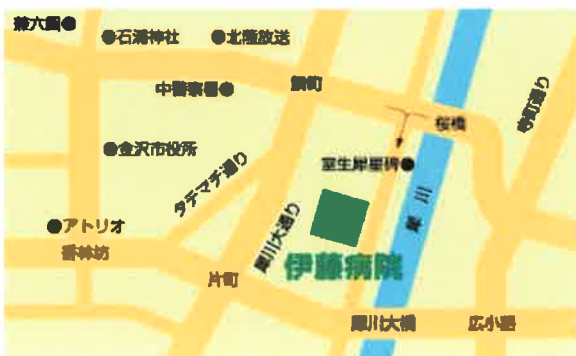 兼六園●
●石浦神社
●北陸放送
中警察署●
鱗町
桜橋
寺町通り
●金沢市役所
室生犀星碑●
タテマチ通り
●アトリオ
香林坊
犀川大通り
犀川
伊藤病院
片町
犀川大橋
広小路